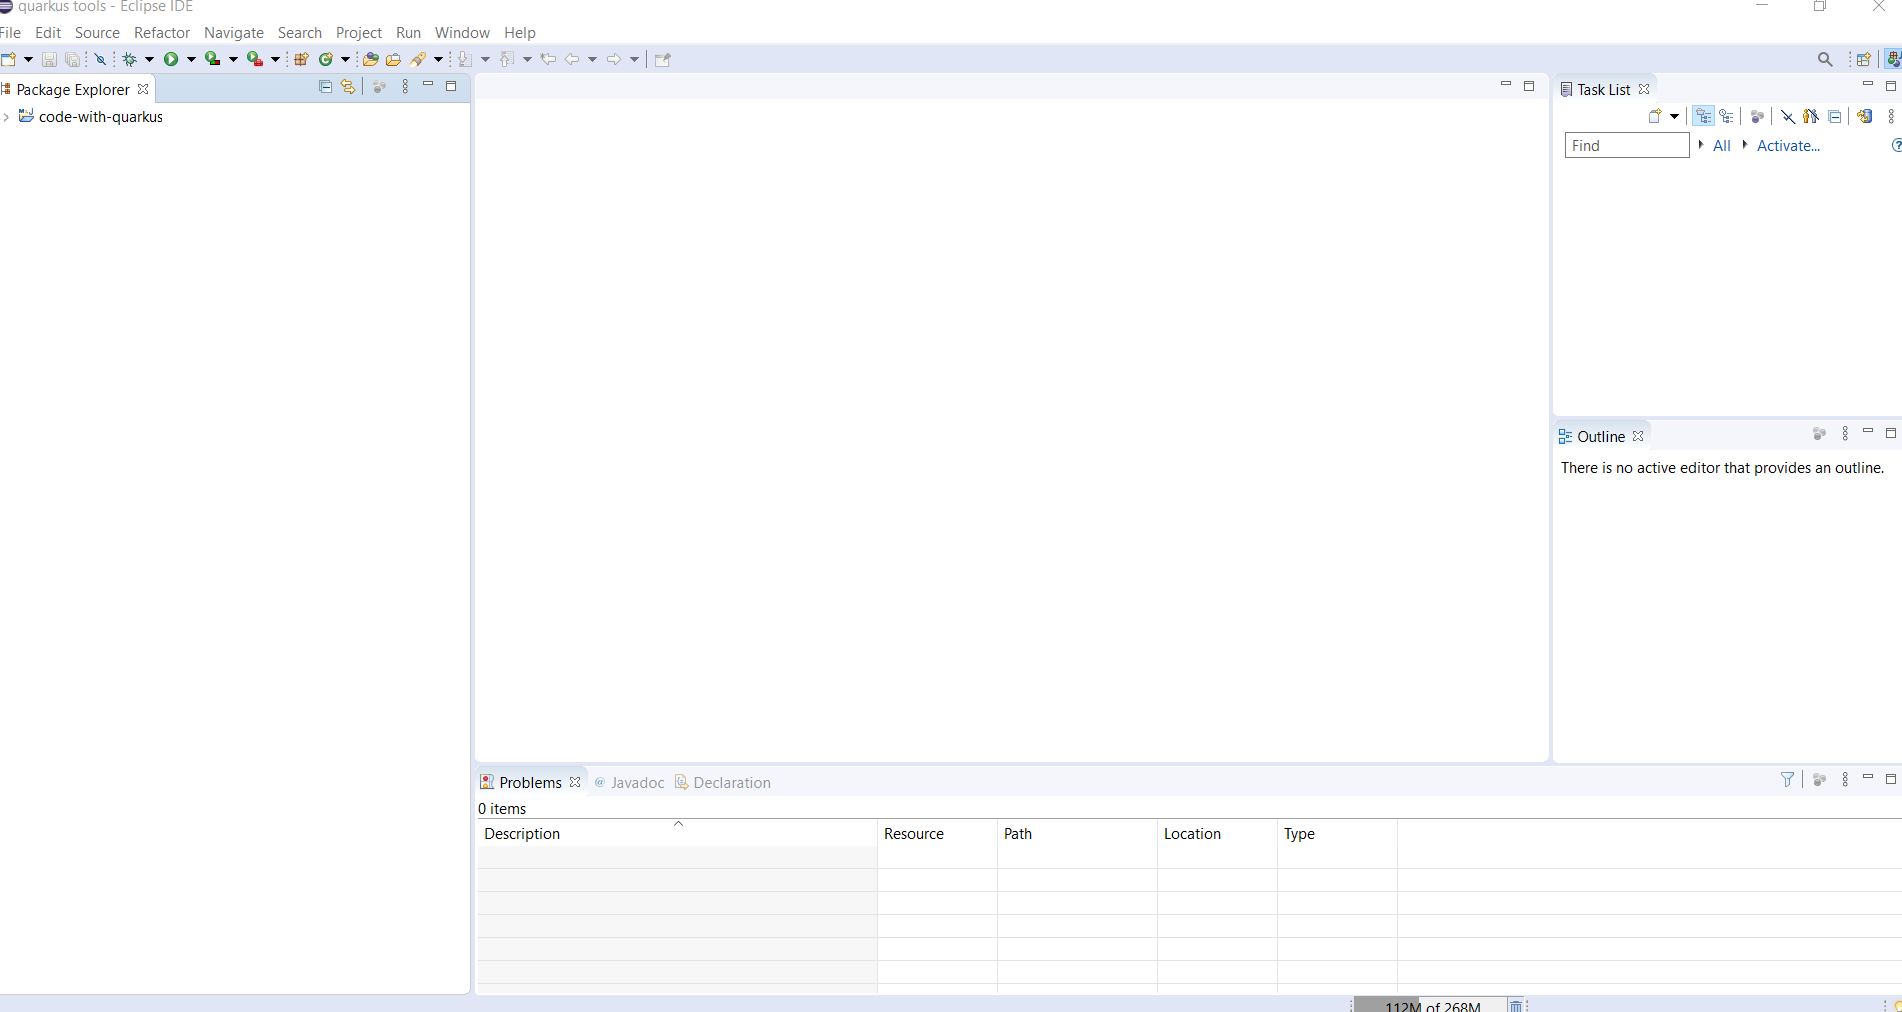 quarkus tools - Eclipse IDE
File Edit Source Refactor Navigate Search Project Run Window Help
Package Explorer
code-with-quarkus
Task List
Find All Activate...
Outline
There is no active editor that provides an outline.
Problems @ Javadoc Declaration
0 items
Description Resource Path Location Type
112M of 268M